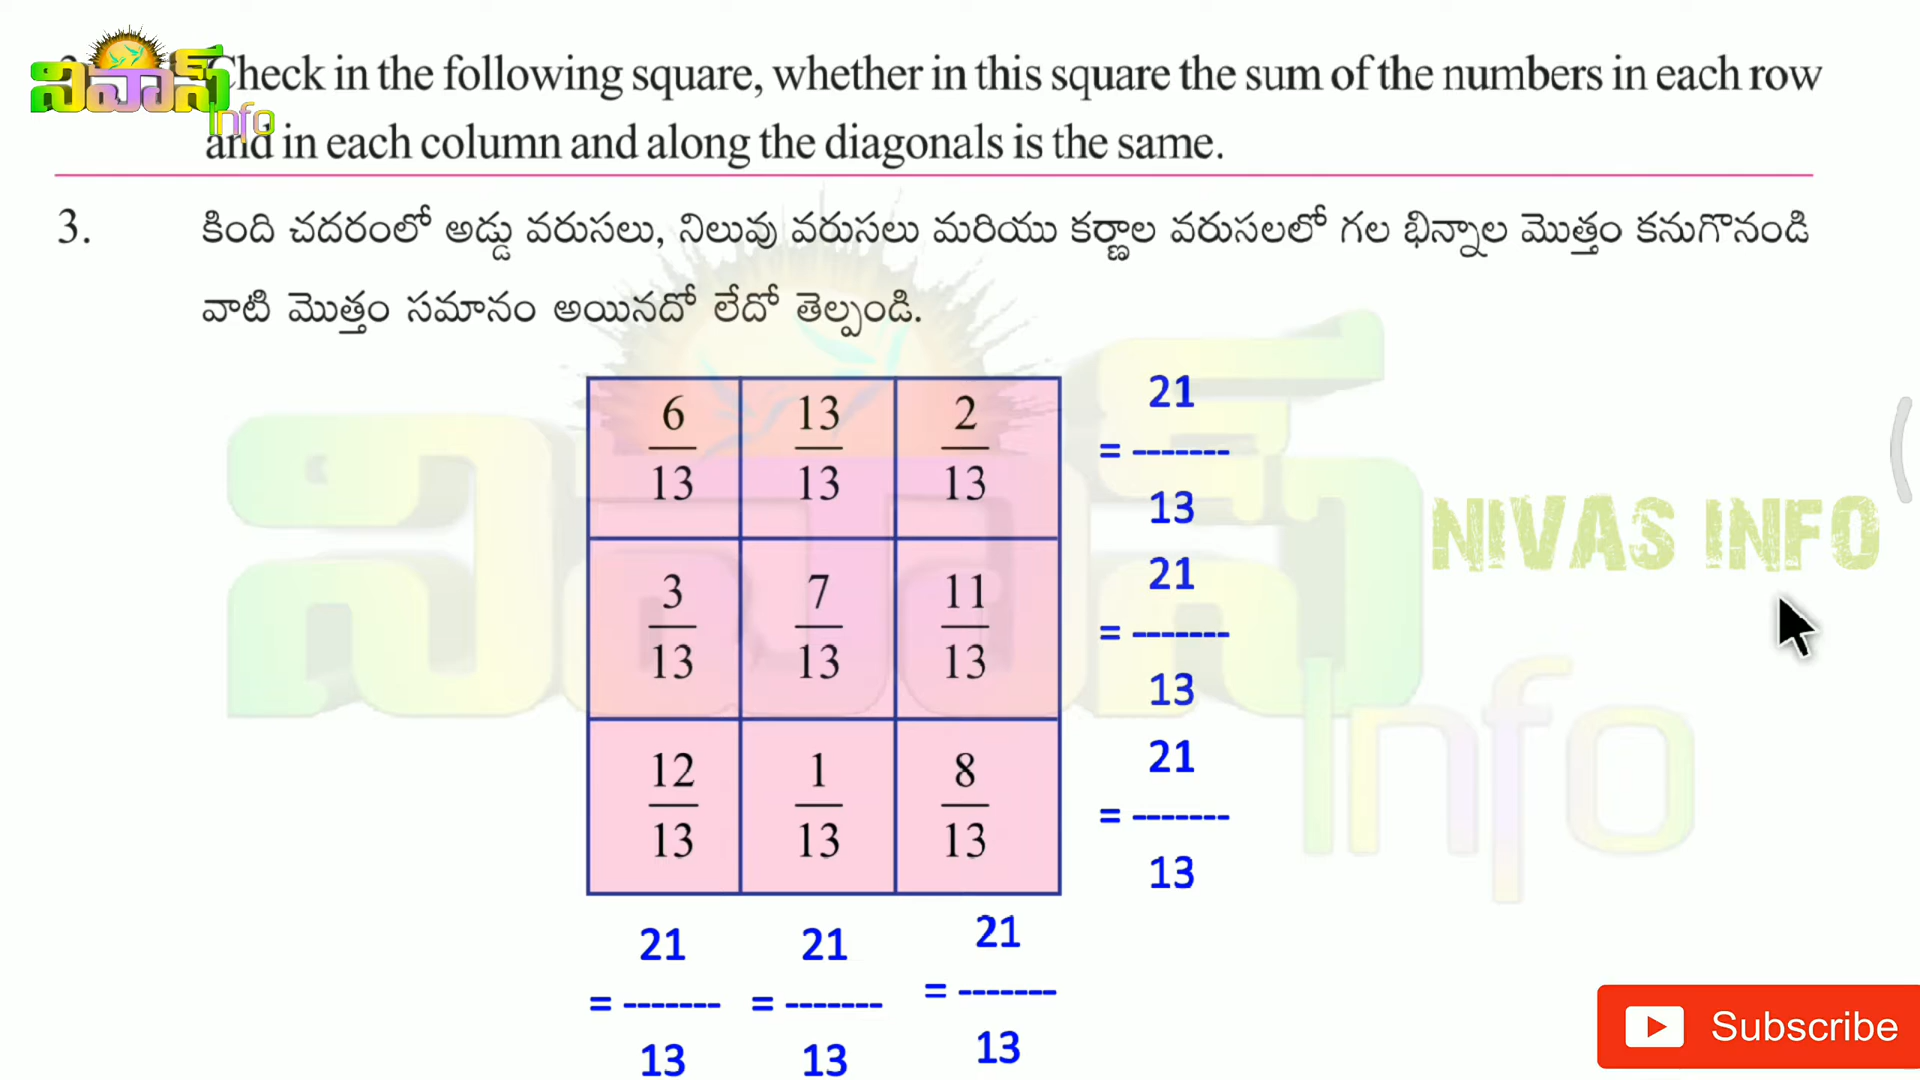 నివాస్
Info
Check in the following square, whether in this square the sum of the numbers in each row
and in each column and along the diagonals is the same.
3. కింది చదరంలో అడ్డు వరుసలు, నిలువు వరుసలు మరియు కర్ణాల వరుసలలో గల భిన్నాల మొత్తం కనుగొనండి
వాటి మొత్తం సమానం అయినదో లేదో తెల్పండి.
6 13 2 21
= -------
13 13 13 13
3 7 11 21
= -------
13 13 13 13
12 1 8 21
= -------
13 13 13 13
21 21 21
= ------- = ------- = -------
13 13 13
నివాస్
Info
NIVAS INFO
Subscribe